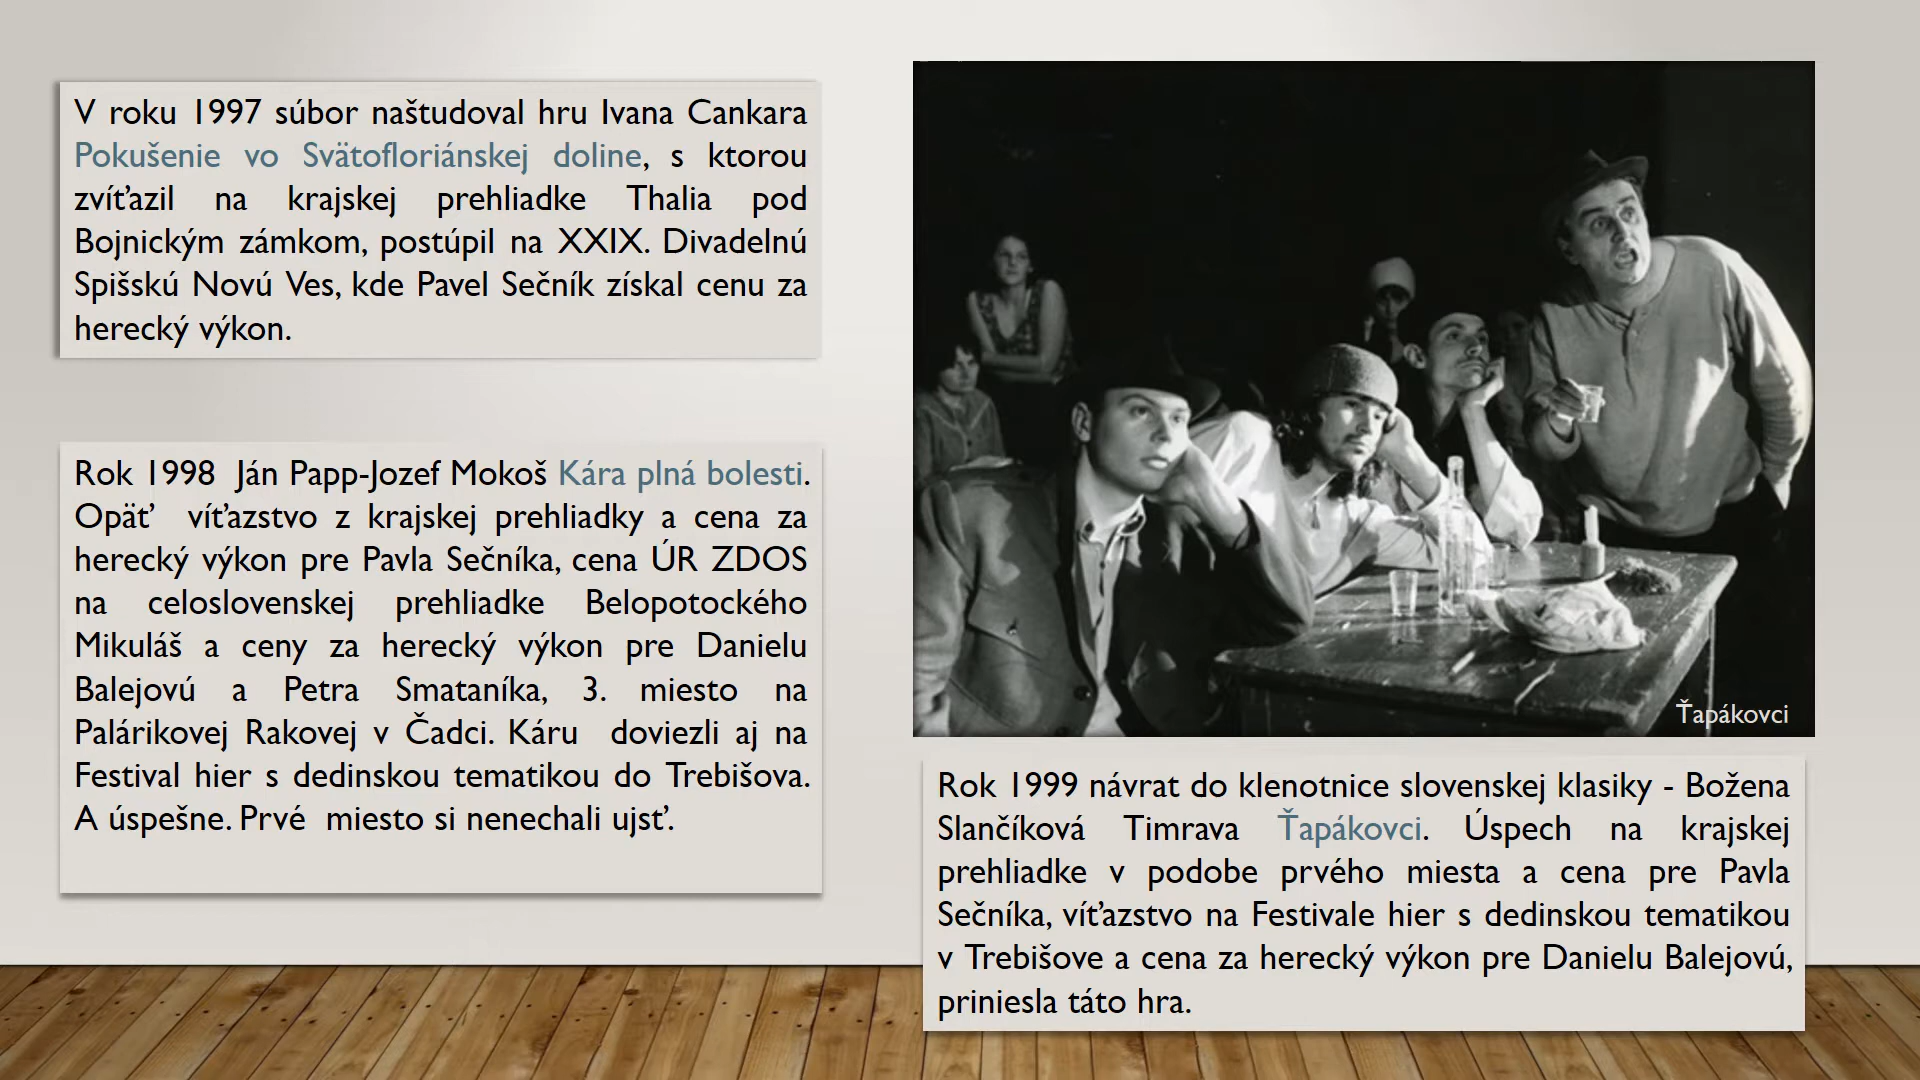 V roku 1997 súbor naštudoval hru Ivana Cankara
Pokušenie vo Svätofloriánskej doline, s ktorou
zvíťazil na krajskej prehliadke Thalia pod
Bojnickým zámkom, postúpil na XXIX. Divadelnú
Spišskú Novú Ves, kde Pavel Sečník získal cenu za
herecký výkon.
Rok 1998 Ján Papp-Jozef Mokoš Kára plná bolesti.
Opäť víťazstvo z krajskej prehliadky a cena za
herecký výkon pre Pavla Sečníka, cena ÚR ZDOS
na celoslovenskej prehliadke Belopotockého
Mikuláš a ceny za herecký výkon pre Danielu
Balejovú a Petra Smataníka, 3. miesto na
Palárikovej Rakovej v Čadci. Káru doviezli aj na
Festival hier s dedinskou tematikou do Trebišova.
A úspešne. Prvé miesto si nenechali ujsť.
Ťapákovci
Rok 1999 návrat do klenotnice slovenskej klasiky - Božena
Slančíková Timrava Ťapákovci. Úspech na krajskej
prehliadke v podobe prvého miesta a cena pre Pavla
Sečníka, víťazstvo na Festivale hier s dedinskou tematikou
v Trebišove a cena za herecký výkon pre Danielu Balejovú,
priniesla táto hra.